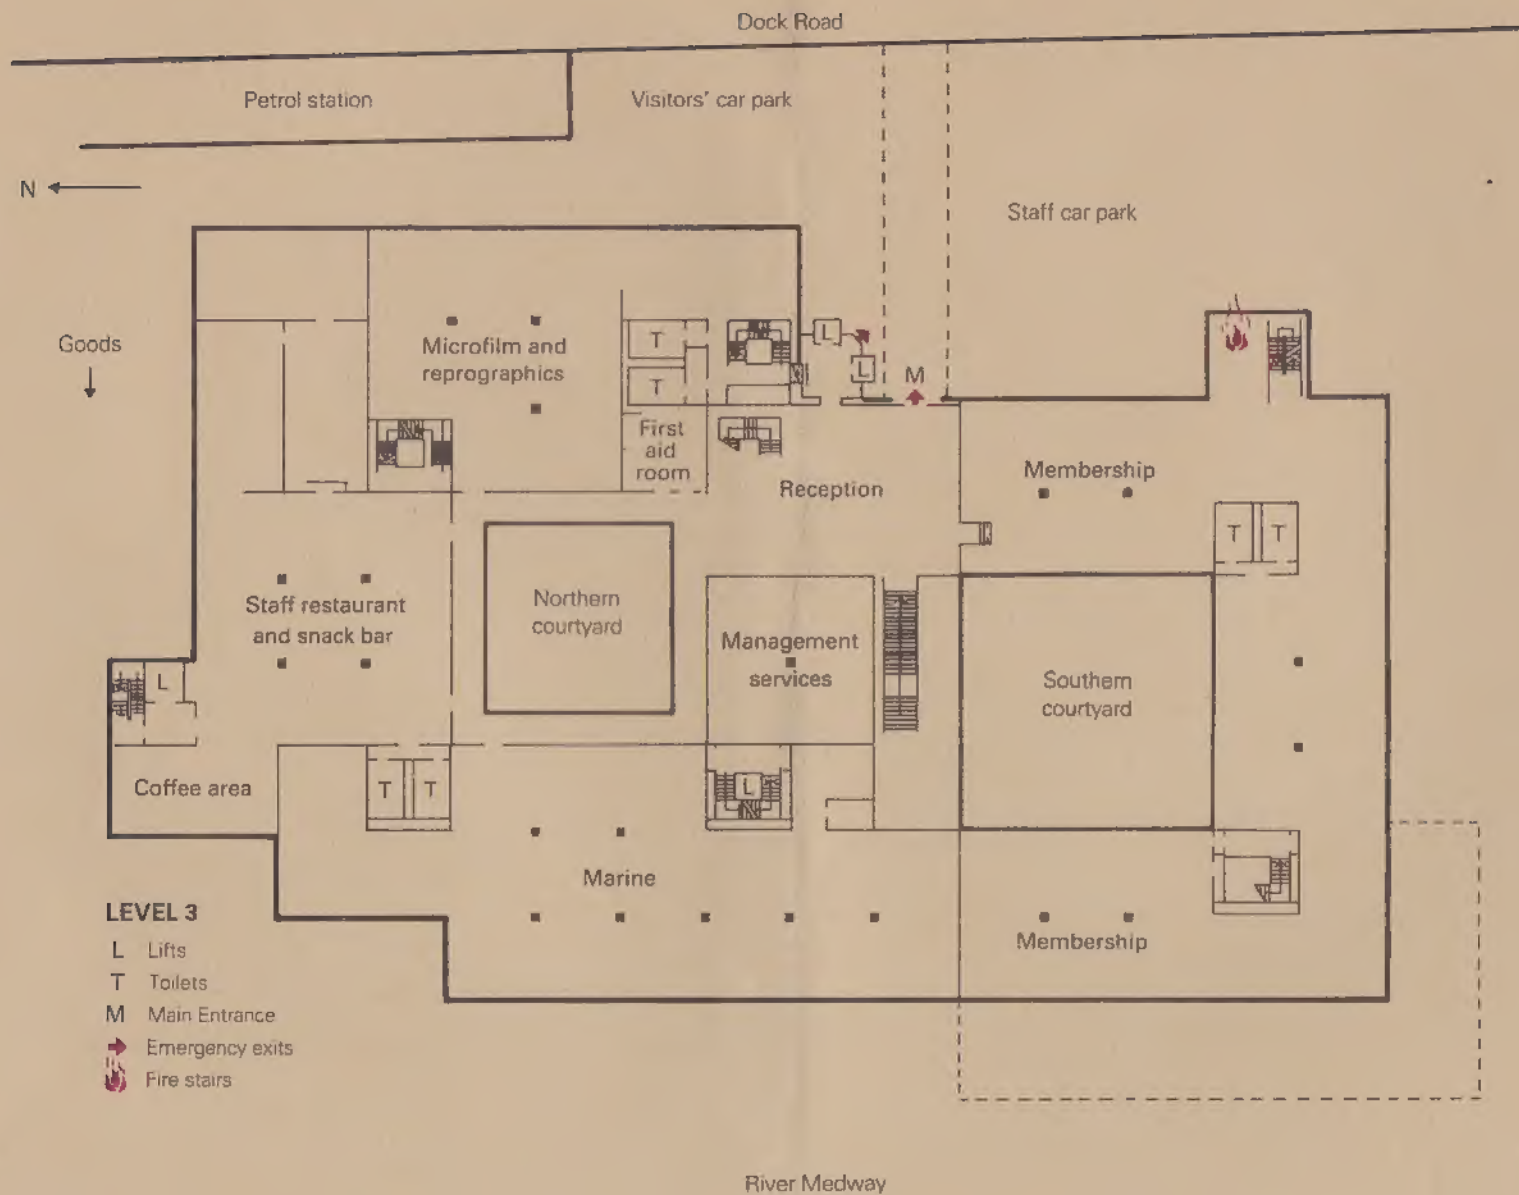 Dock Road
Petrol station
Visitors' car park
N
Staff car park
Goods
Microfilm and
reprographics
T
T
L
L
M
First
aid
room
Reception
Membership
T
T
Staff restaurant
and snack bar
Northern
courtyard
Management
services
Southern
courtyard
L
Coffee area
T
T
L
Marine
Membership
LEVEL 3
L Lifts
T Toilets
M Main Entrance
Emergency exits
Fire stairs
River Medway